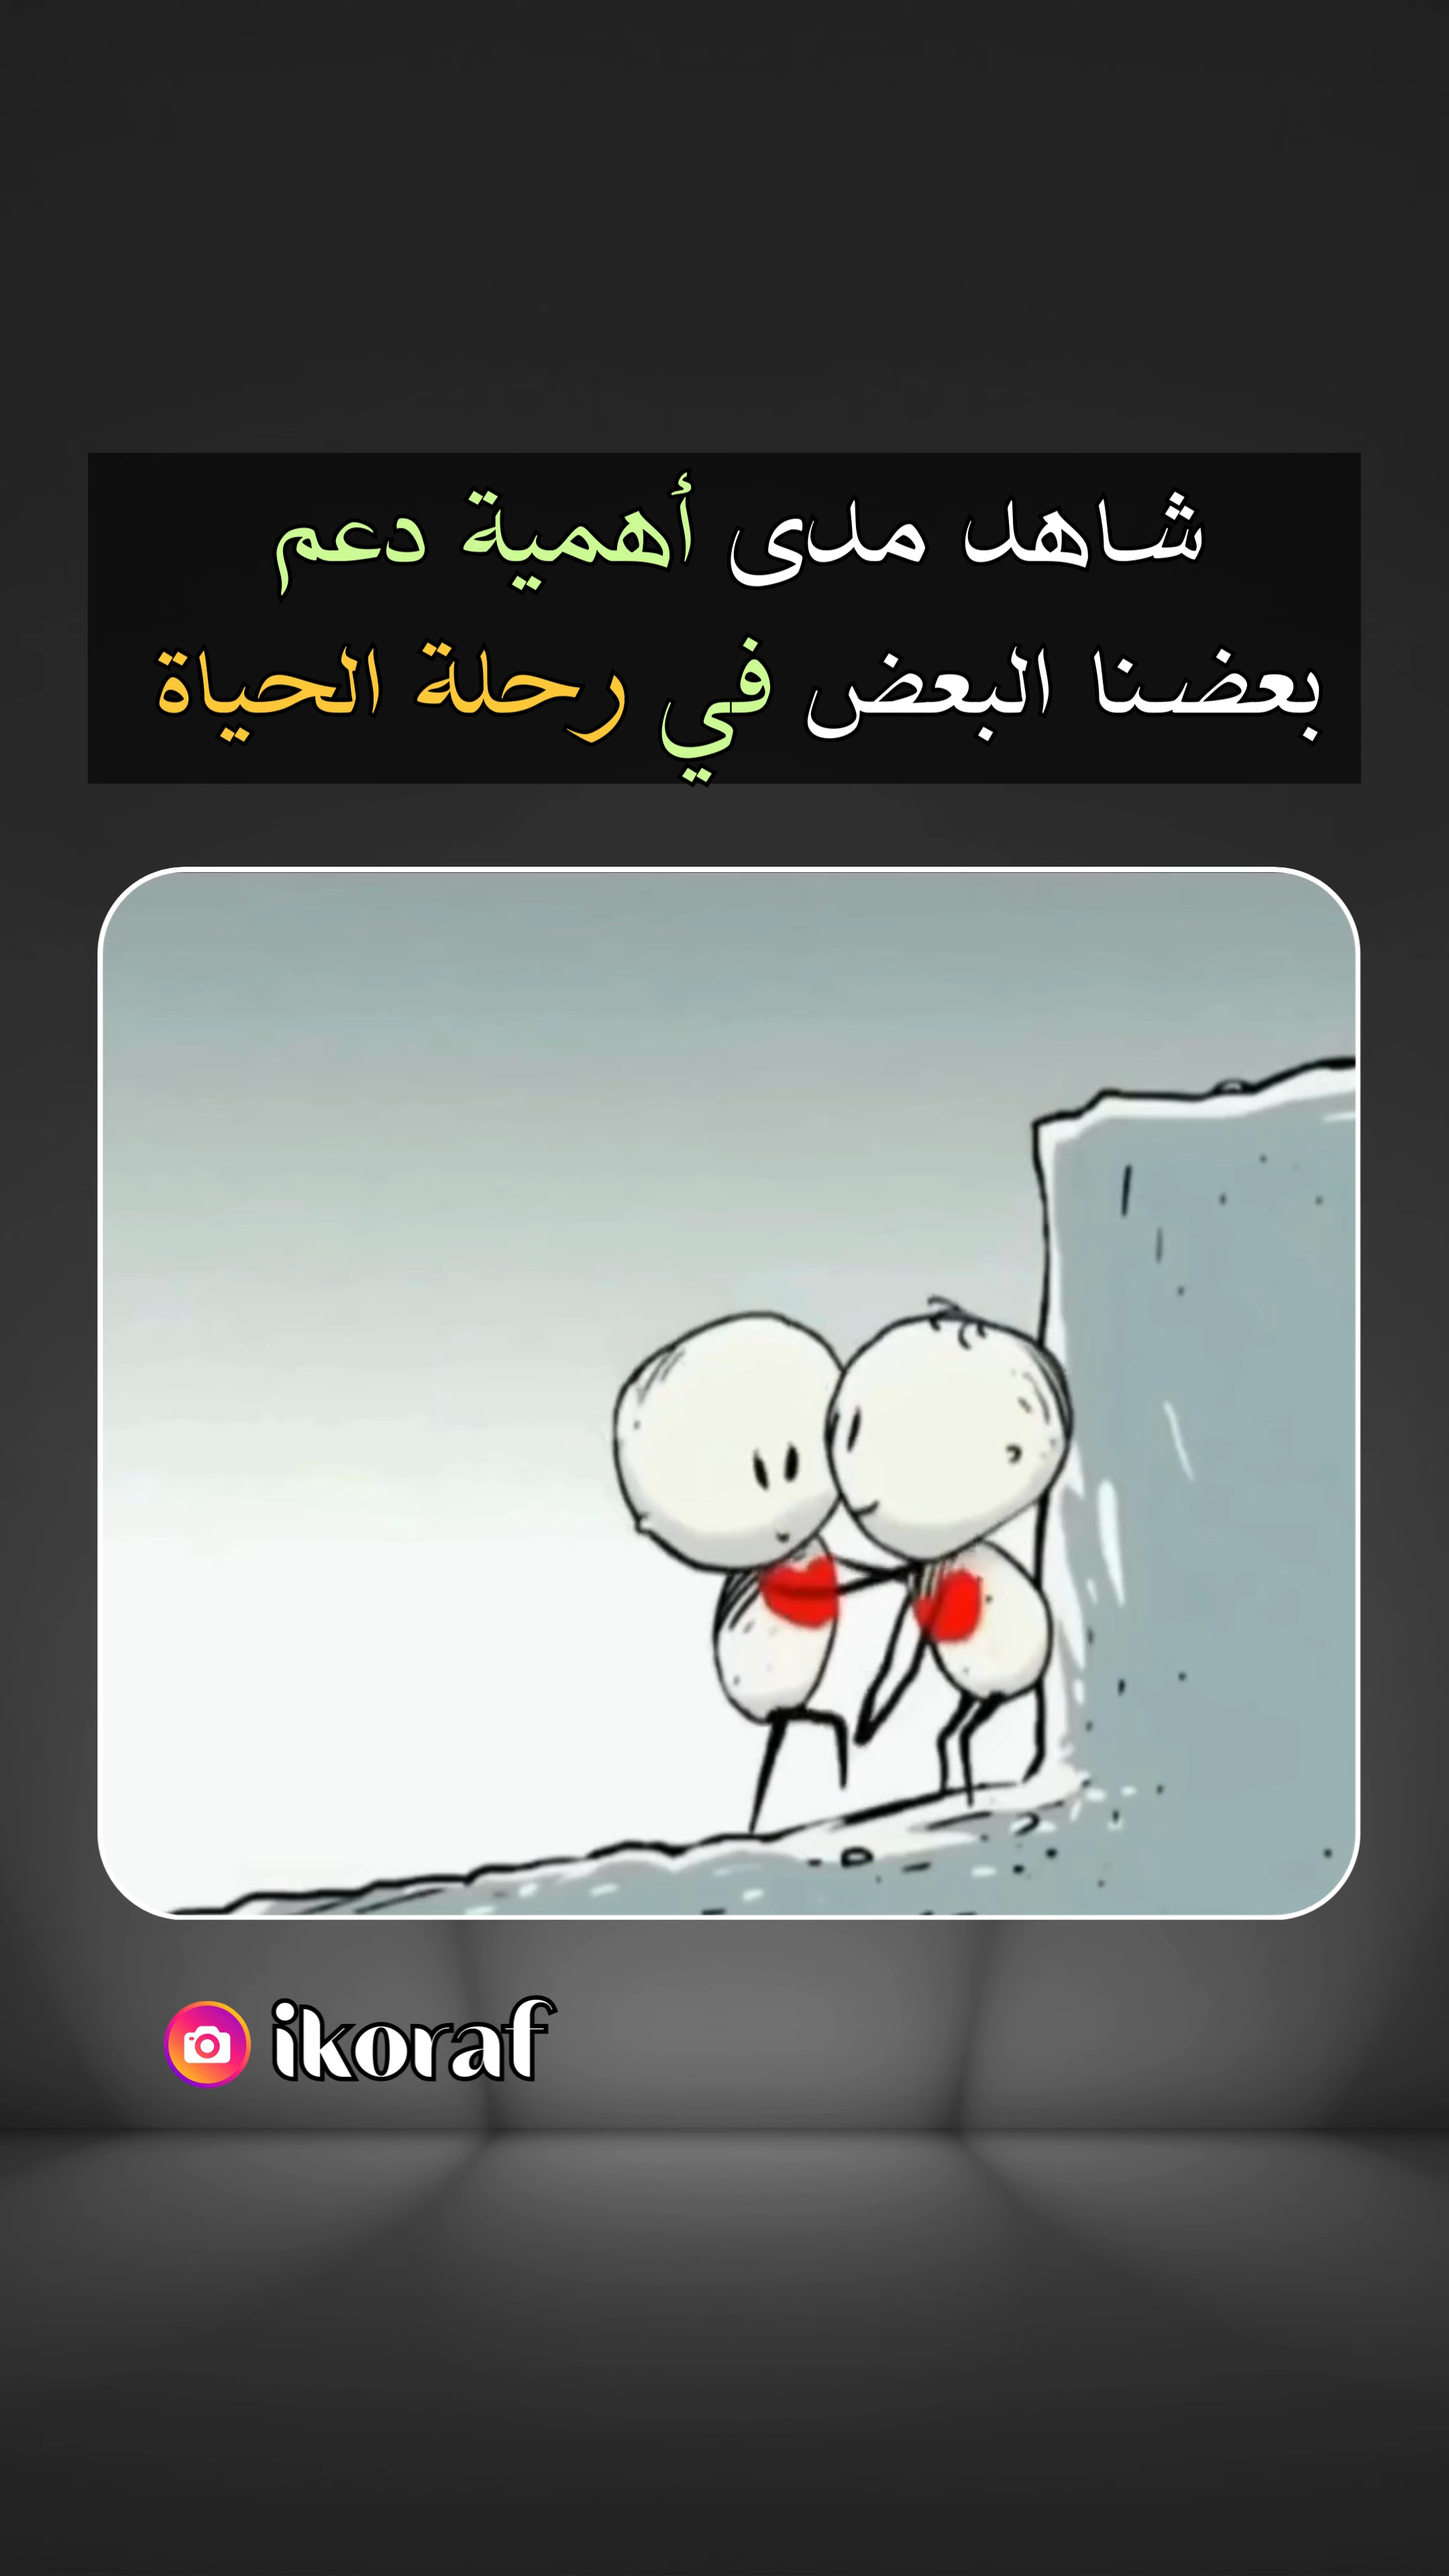 شاهد مدى أهمية دعم
بعضنا البعض في رحلة الحياة
ikoraf